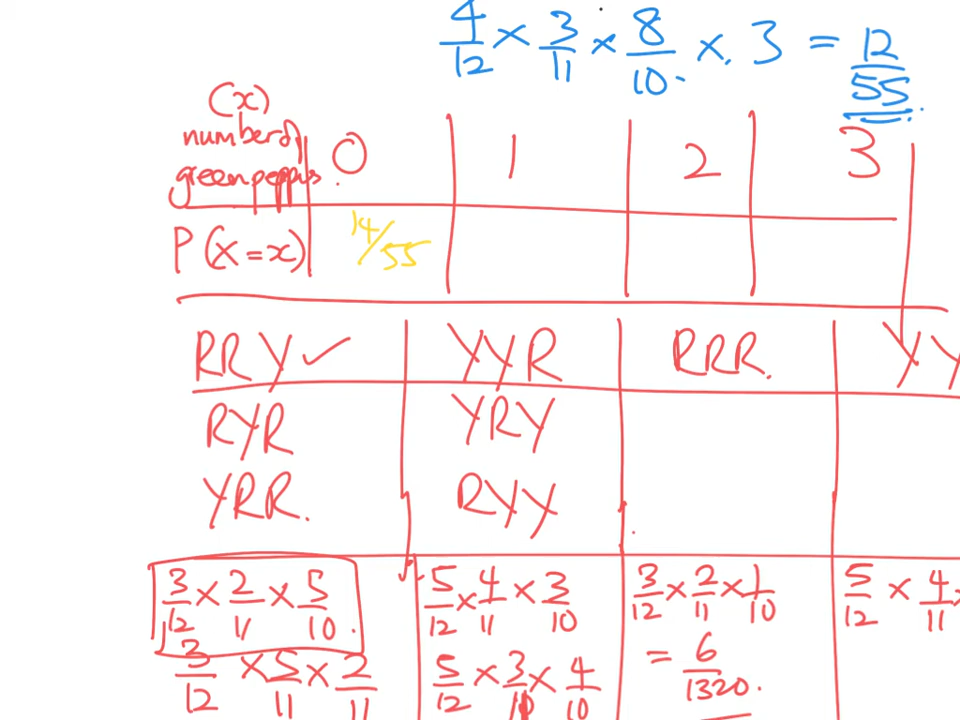 4/12 × 3/11 × 8/10 × 3 = 12/55
(x)
number of
green peppers. 0 1 2 3
P(X=x) 14/55
RRY✓ YYR RRR. YY
RYR YRY
YRR. RYY
3/12 × 2/11 × 5/10. 5/12 × 4/11 × 3/10 3/12 × 2/11 × 1/10 5/12 × 4/11 ×
3/12 × 5/11 × 2/11 5/12 × 3/10 × 4/10 = 6/1320.